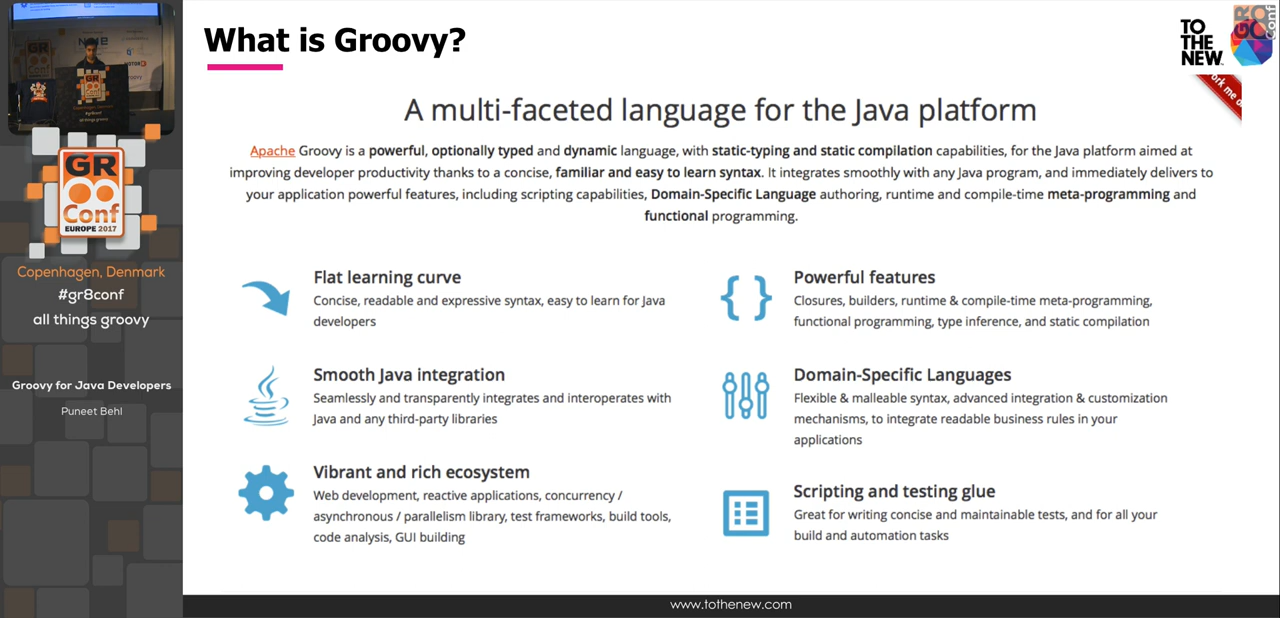 What is Groovy?
TO
THE
NEW
GR
Conf
EUROPE 2017
Copenhagen, Denmark
#gr8conf
all things groovy
Groovy for Java Developers
Puneet Behl
A multi-faceted language for the Java platform
Apache Groovy is a powerful, optionally typed and dynamic language, with static-typing and static compilation capabilities, for the Java platform aimed at
improving developer productivity thanks to a concise, familiar and easy to learn syntax. It integrates smoothly with any Java program, and immediately delivers to
your application powerful features, including scripting capabilities, Domain-Specific Language authoring, runtime and compile-time meta-programming and
functional programming.
Flat learning curve
Concise, readable and expressive syntax, easy to learn for Java
developers
Smooth Java integration
Seamlessly and transparently integrates and interoperates with
Java and any third-party libraries
Vibrant and rich ecosystem
Web development, reactive applications, concurrency /
asynchronous / parallelism library, test frameworks, build tools,
code analysis, GUI building
Powerful features
Closures, builders, runtime & compile-time meta-programming,
functional programming, type inference, and static compilation
Domain-Specific Languages
Flexible & malleable syntax, advanced integration & customization
mechanisms, to integrate readable business rules in your
applications
Scripting and testing glue
Great for writing concise and maintainable tests, and for all your
build and automation tasks
www.tothenew.com